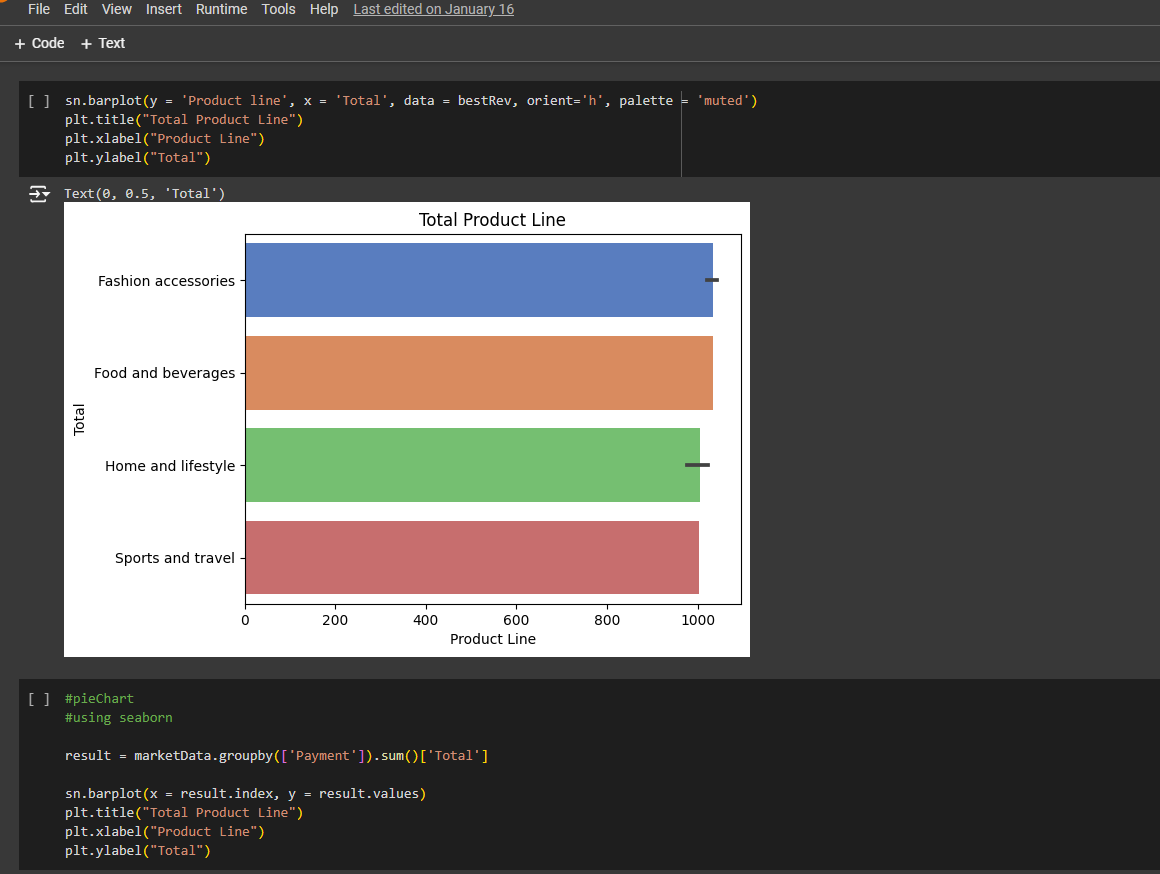 File Edit View Insert Runtime Tools Help Last edited on January 16
+ Code + Text
[ ] sn.barplot(y = 'Product line', x = 'Total', data = bestRev, orient='h', palette = 'muted')
plt.title("Total Product Line")
plt.xlabel("Product Line")
plt.ylabel("Total")
Text(0, 0.5, 'Total')
Total Product Line
Fashion accessories
Food and beverages
Total
Home and lifestyle
Sports and travel
0 200 400 600 800 1000
Product Line
[ ] #pieChart
#using seaborn
result = marketData.groupby(['Payment']).sum()['Total']
sn.barplot(x = result.index, y = result.values)
plt.title("Total Product Line")
plt.xlabel("Product Line")
plt.ylabel("Total")